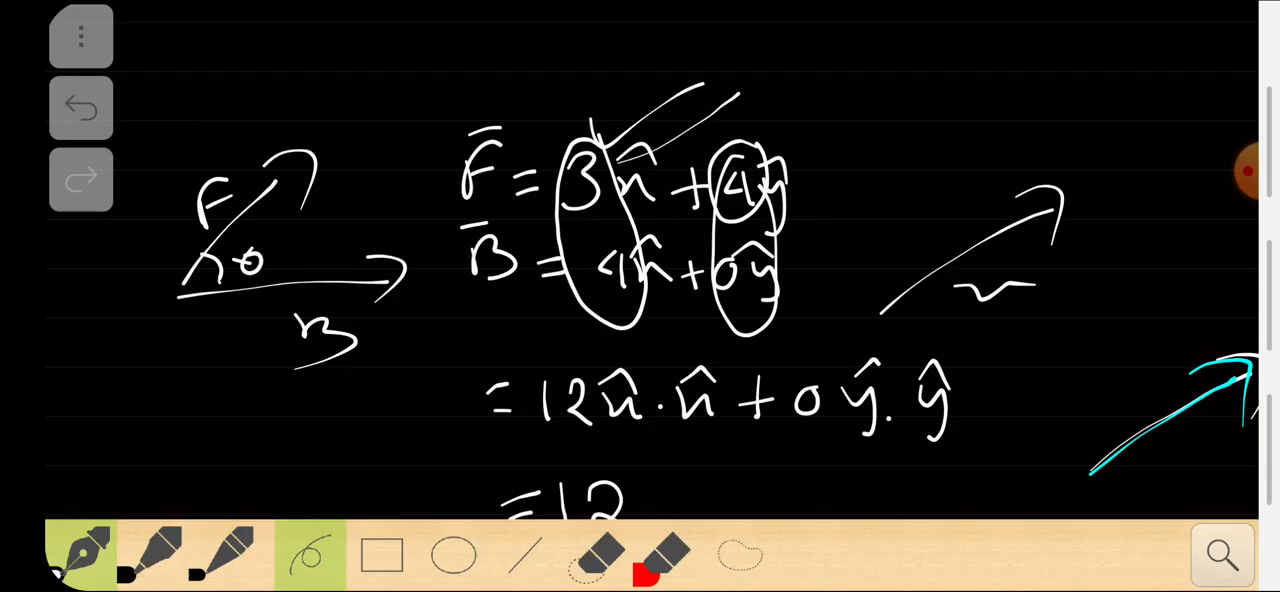 F̄ = 3x̂ + 4ŷ
B̄ = 4x̂ + 0ŷ
F
θ
B
= 12x̂ . x̂ + 0ŷ . ŷ
= 12